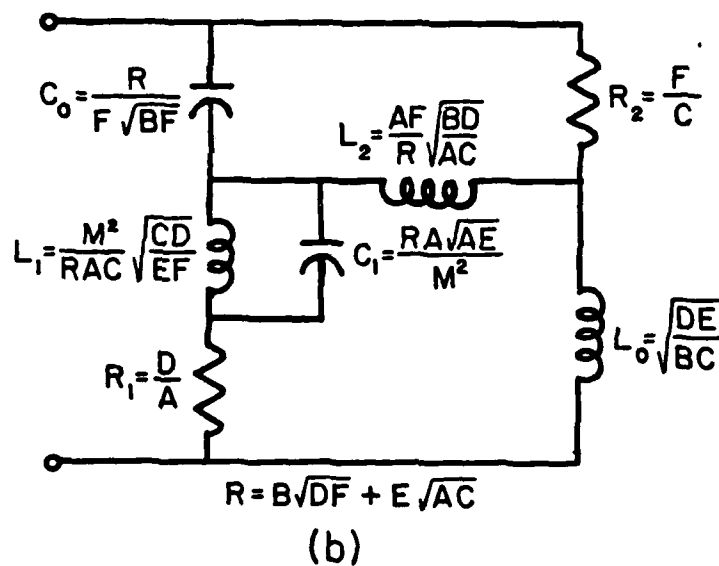 C₀ = R / F√BF
R₂ = F / C
L₂ = AF / R √(BD / AC)
L₁ = M² / RAC √(CD / EF)
C₁ = RA√AE / M²
L₀ = √(DE / BC)
R₁ = D / A
R = B√DF + E√AC
(b)